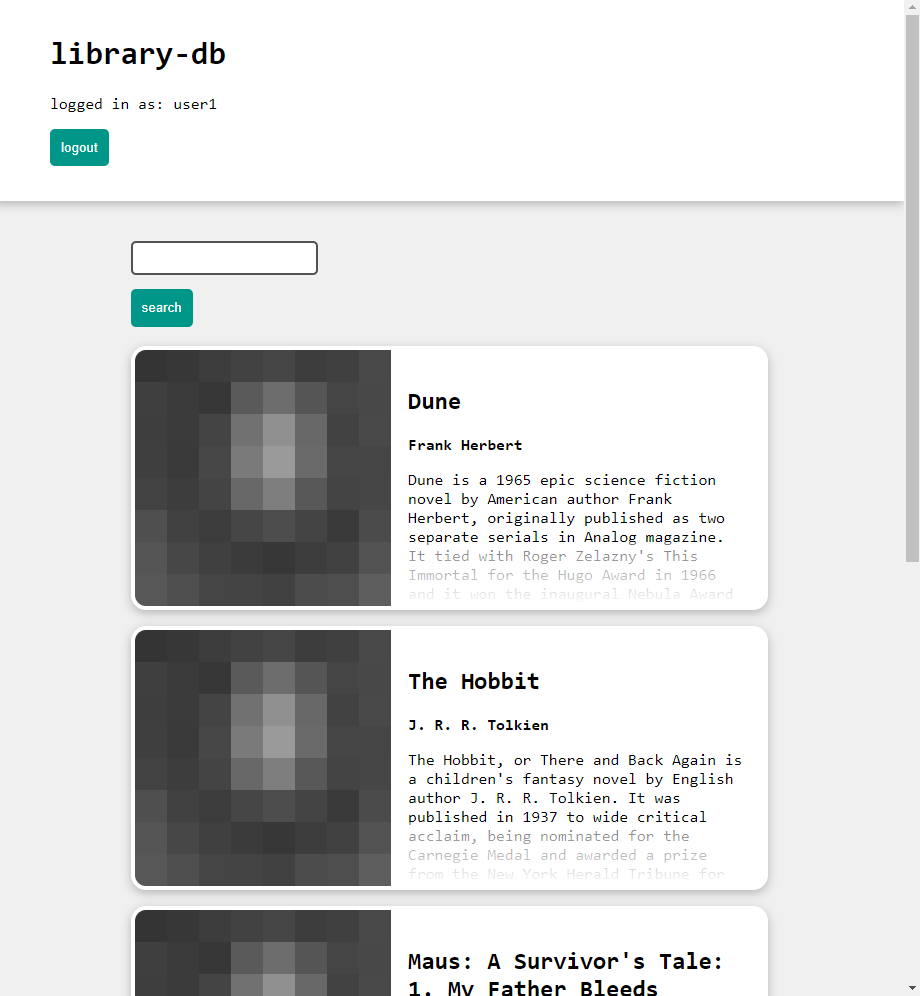 library-db
logged in as: user1
logout
search
Dune
Frank Herbert
Dune is a 1965 epic science fiction
novel by American author Frank
Herbert, originally published as two
separate serials in Analog magazine.
It tied with Roger Zelazny's This
Immortal for the Hugo Award in 1966
and it won the inaugural Nebula Award
The Hobbit
J. R. R. Tolkien
The Hobbit, or There and Back Again is
a children's fantasy novel by English
author J. R. R. Tolkien. It was
published in 1937 to wide critical
acclaim, being nominated for the
Carnegie Medal and awarded a prize
from the New York Herald Tribune for
Maus: A Survivor's Tale:
1. My Father Bleeds